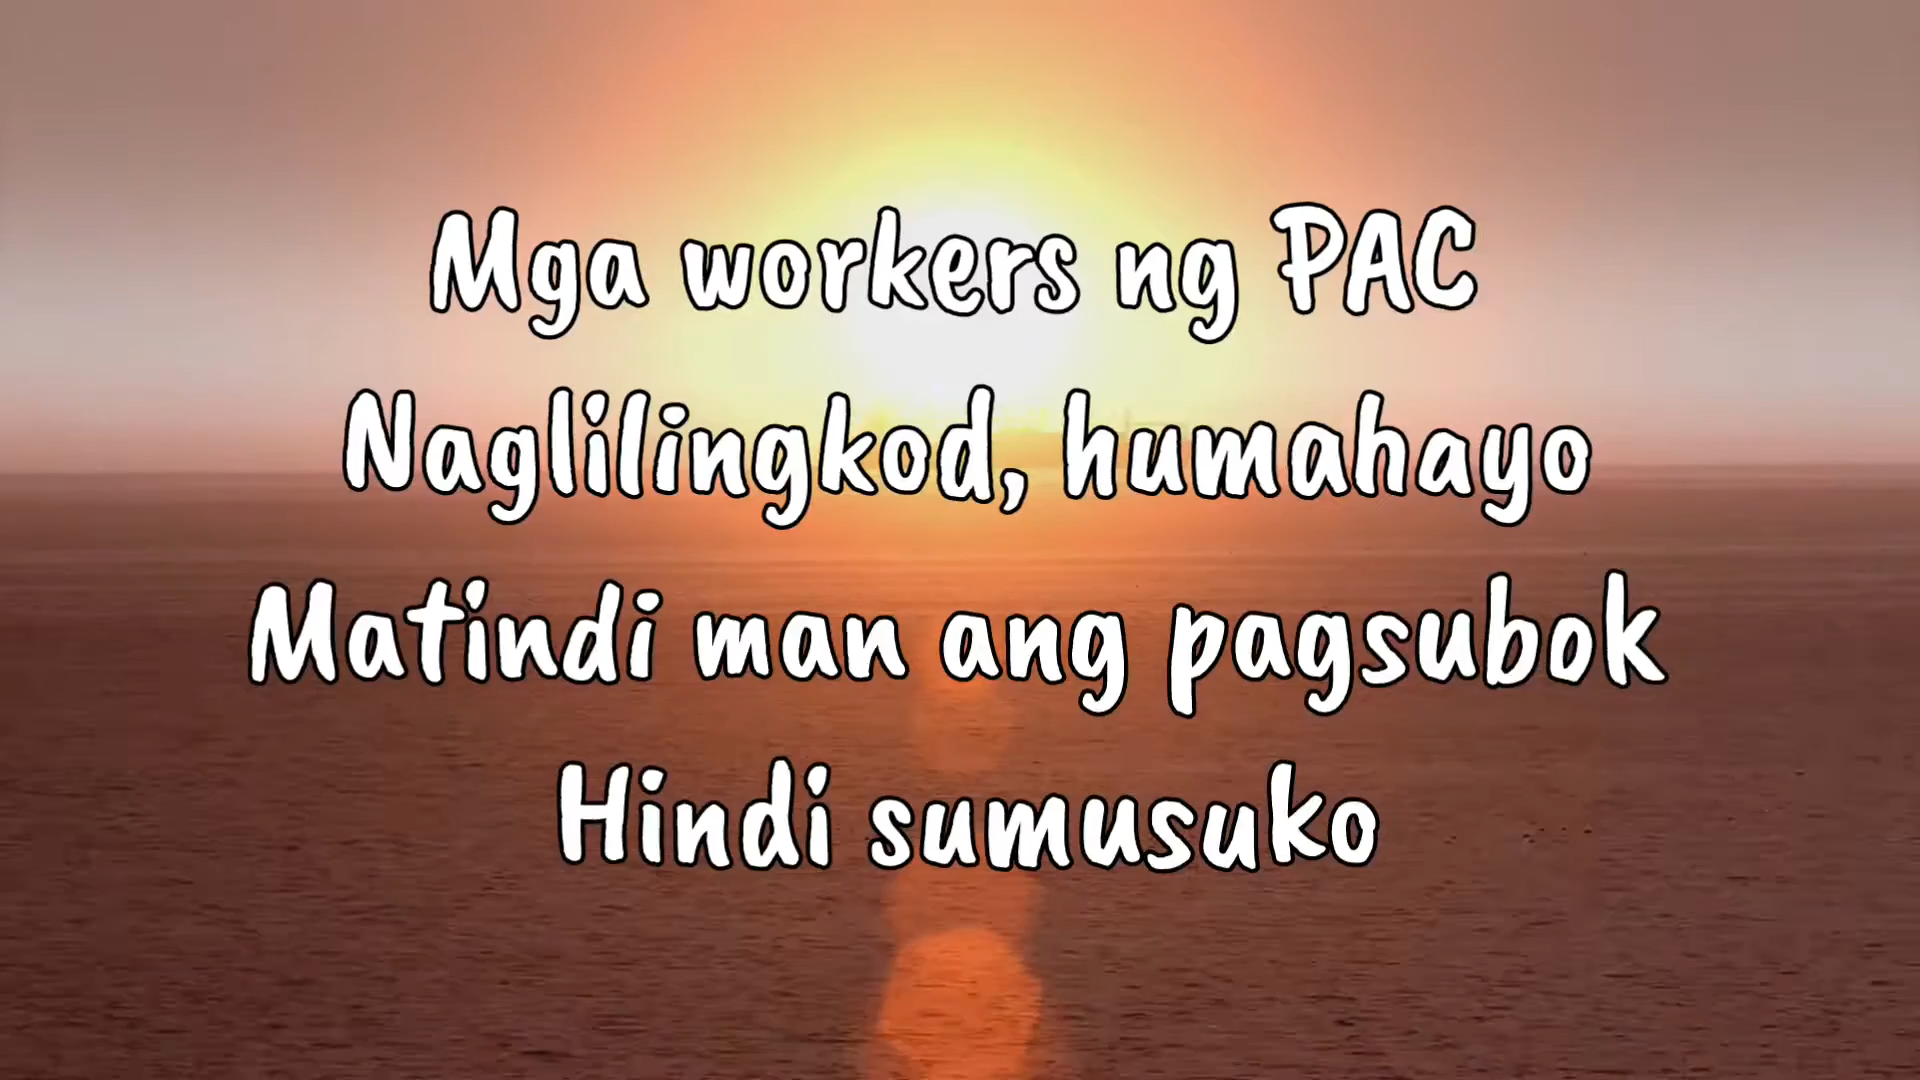 Mga workers ng PAC
Naglilingkod, humahayo
Matindi man ang pagsubok
Hindi sumusuko